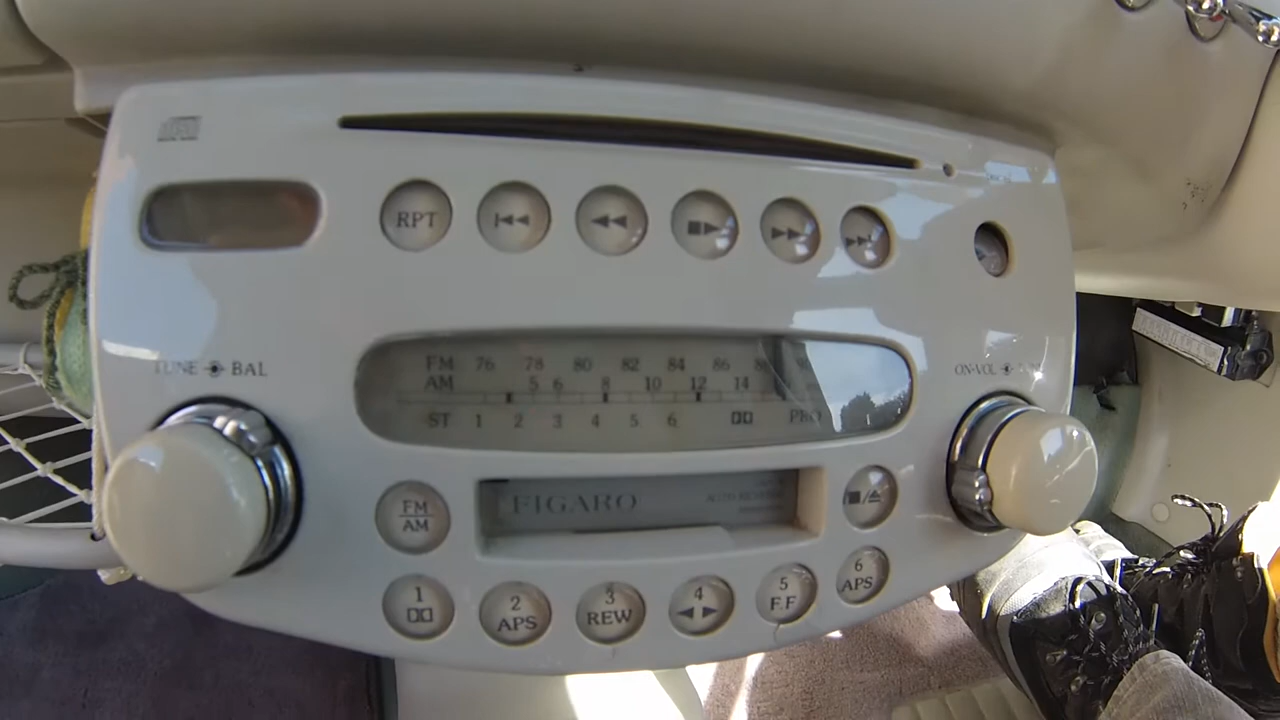 RPT
TUNE BAL
ON-VOL
FM 76 78 80 82 84 86
AM 5 6 8 10 12 14
ST 1 2 3 4 5 6
FM
AM
FIGARO
1
2
APS
3
REW
4
5
F.F
6
APS